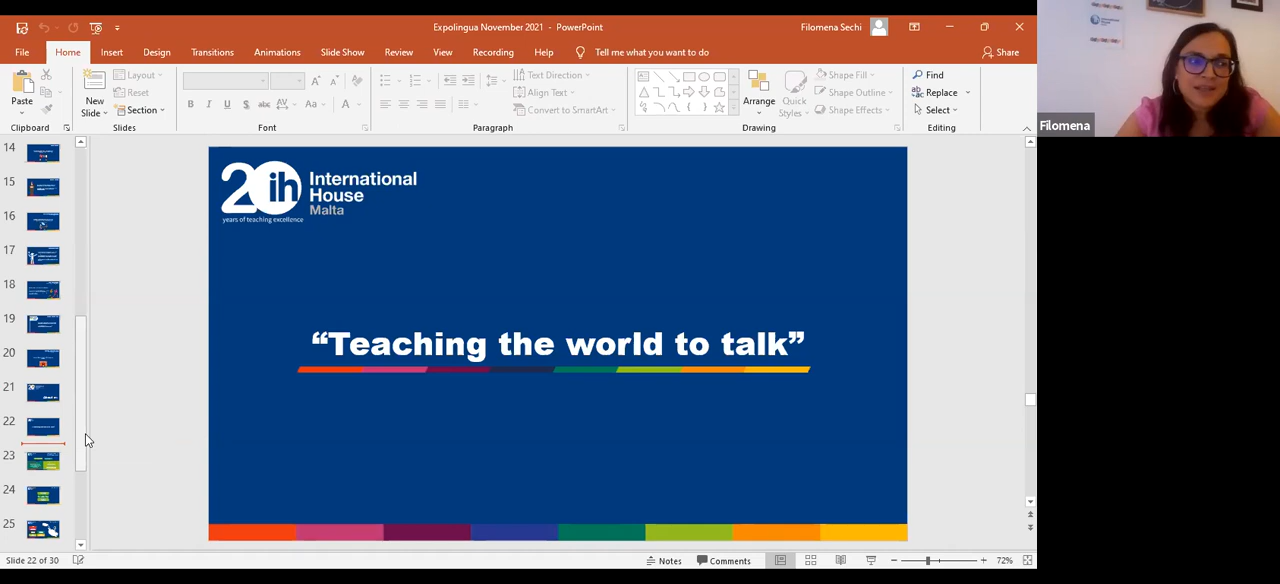 Expolingua November 2021 - PowerPoint
Filomena Sechi
File Home Insert Design Transitions Animations Slide Show Review View Recording Help Tell me what you want to do Share
Paste
Clipboard
New
Slide
Layout
Reset
Section
Slides
B I U S abc AV Aa A
Font
Text Direction
Align Text
Convert to SmartArt
Paragraph
Arrange
Quick
Styles
Shape Fill
Shape Outline
Shape Effects
Drawing
Find
Replace
Select
Editing
Filomena
14
15
16
17
18
19
20
21
22
23
24
25
20 ih
years of teaching excellence
International
House
Malta
“Teaching the world to talk”
Slide 22 of 30
Notes Comments 72%